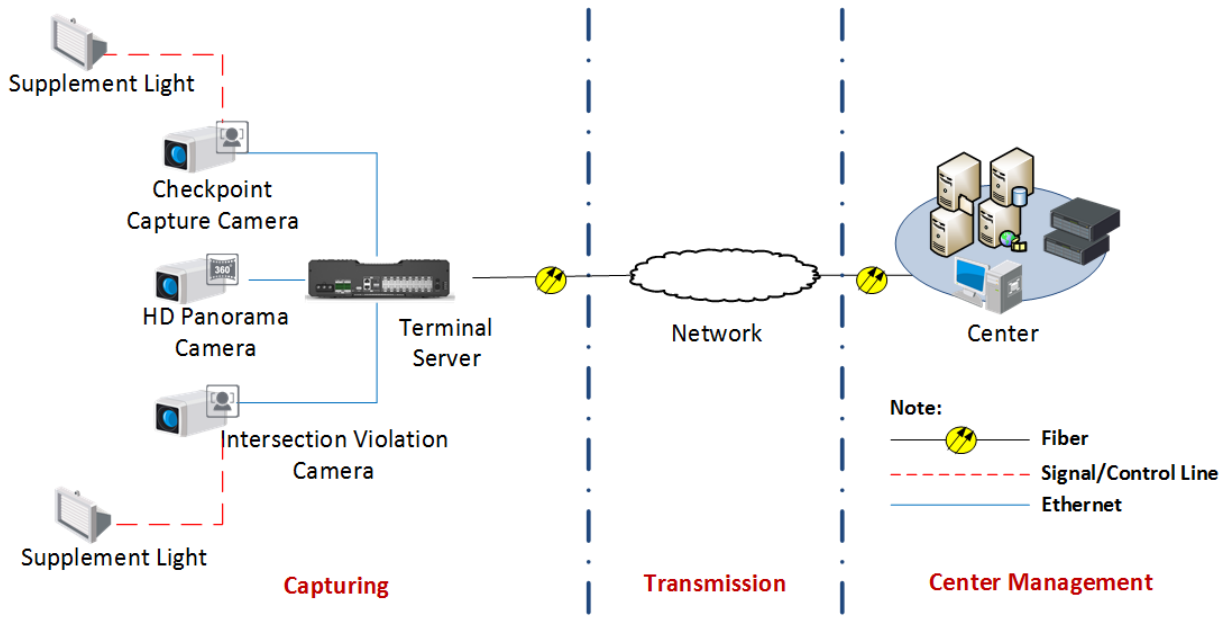 Supplement Light
Checkpoint
Capture Camera
360°
HD Panorama
Camera
Terminal
Server
Intersection Violation
Camera
Supplement Light
Capturing
Network
Transmission
Center
Note:
Fiber
Signal/Control Line
Ethernet
Center Management